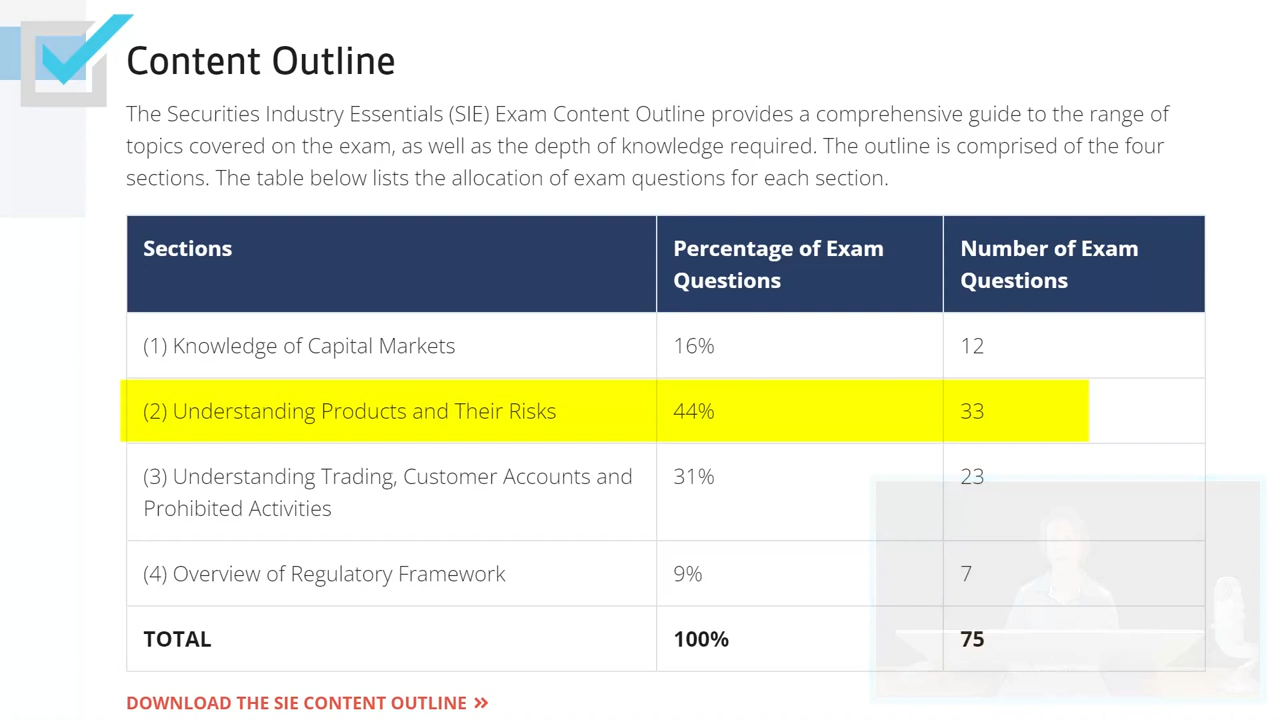 Content Outline
The Securities Industry Essentials (SIE) Exam Content Outline provides a comprehensive guide to the range of
topics covered on the exam, as well as the depth of knowledge required. The outline is comprised of the four
sections. The table below lists the allocation of exam questions for each section.
Sections
Percentage of Exam
Questions
Number of Exam
Questions
(1) Knowledge of Capital Markets
16%
12
(2) Understanding Products and Their Risks
44%
33
(3) Understanding Trading, Customer Accounts and
Prohibited Activities
31%
23
(4) Overview of Regulatory Framework
9%
7
TOTAL
100%
75
DOWNLOAD THE SIE CONTENT OUTLINE »